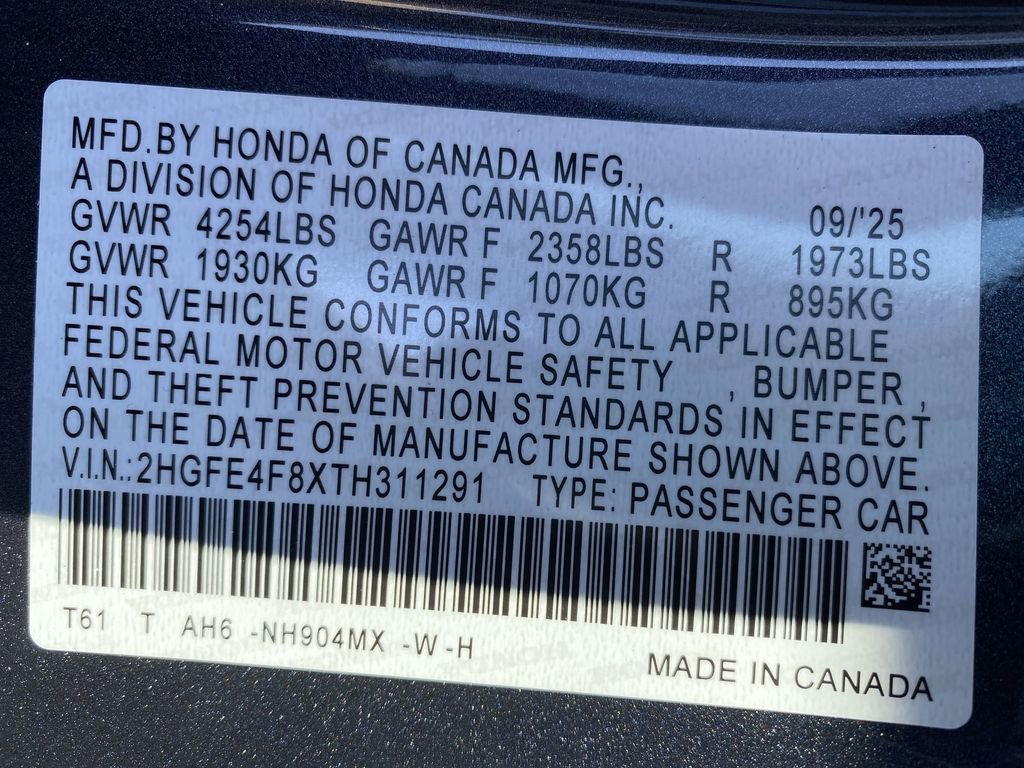 MFD.BY HONDA OF CANADA MFG.,
A DIVISION OF HONDA CANADA INC. 09/'25
GVWR 4254LBS GAWR F 2358LBS R 1973LBS
GVWR 1930KG GAWR F 1070KG R 895KG
THIS VEHICLE CONFORMS TO ALL APPLICABLE
FEDERAL MOTOR VEHICLE SAFETY , BUMPER ,
AND THEFT PREVENTION STANDARDS IN EFFECT
ON THE DATE OF MANUFACTURE SHOWN ABOVE.
V.I.N.:2HGFE4F8XTH311291 TYPE: PASSENGER CAR
T61 T AH6 -NH904MX -W-H
MADE IN CANADA